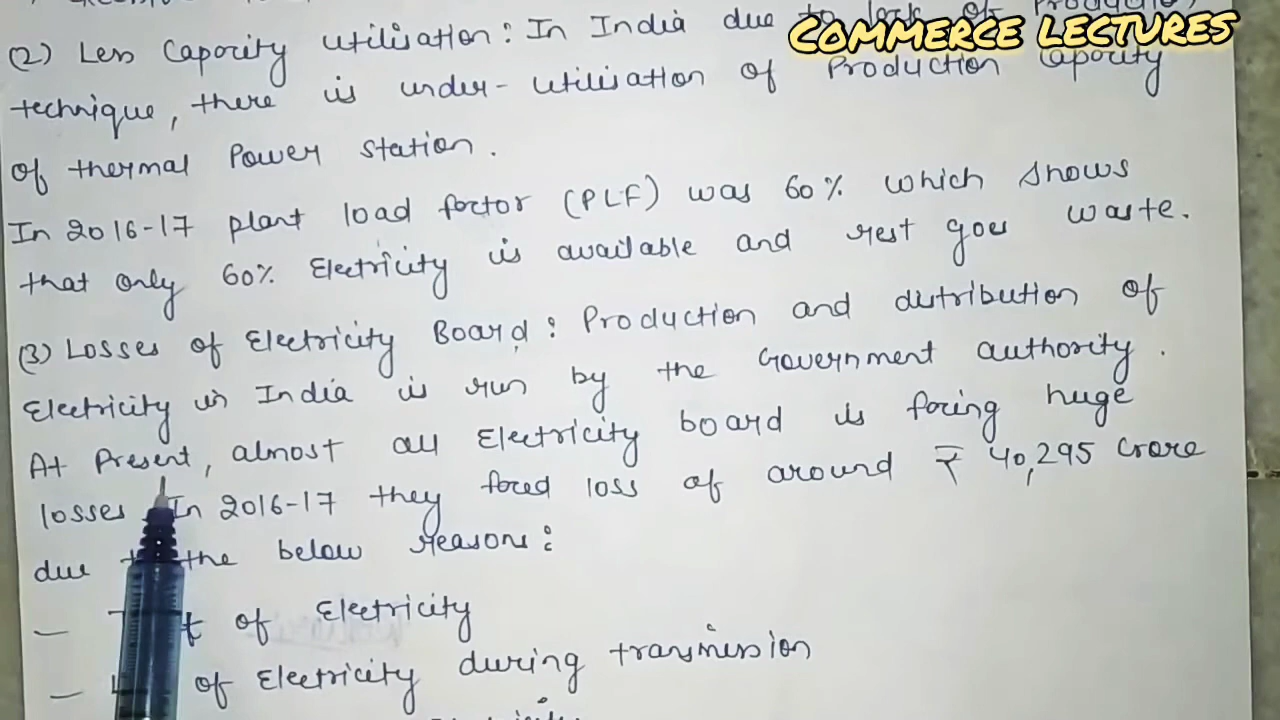 COMMERCE LECTURES
(2) Less Capacity utilisation: In India due to lack of
technique, there is under-utilisation of Production Capacity
of thermal Power Station.
In 2016-17 plant load factor (PLF) was 60% which shows
that only 60% Electricity is available and rest goes waste.
(3) Losses of Electricity Board: Production and distribution of
Electricity in India is run by the Government authority.
At Present, almost all Electricity board is facing huge
losses In 2016-17 they faced loss of around ₹ 40,295 crore
due the below reasons:
— of Electricity
— of Electricity during transmission